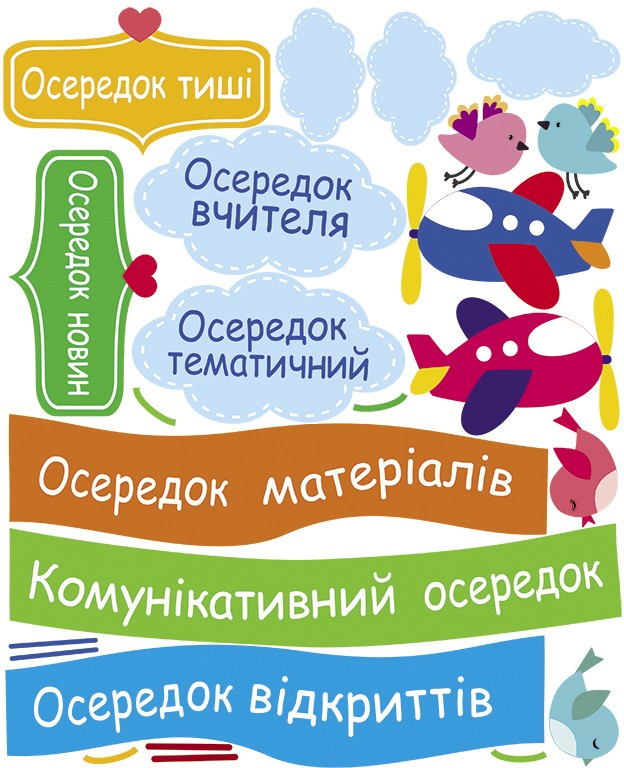 Осередок тиші
Осередок новин
Осередок
вчителя
Осередок
тематичний
Осередок матеріалів
Комунікативний осередок
Осередок відкриттів